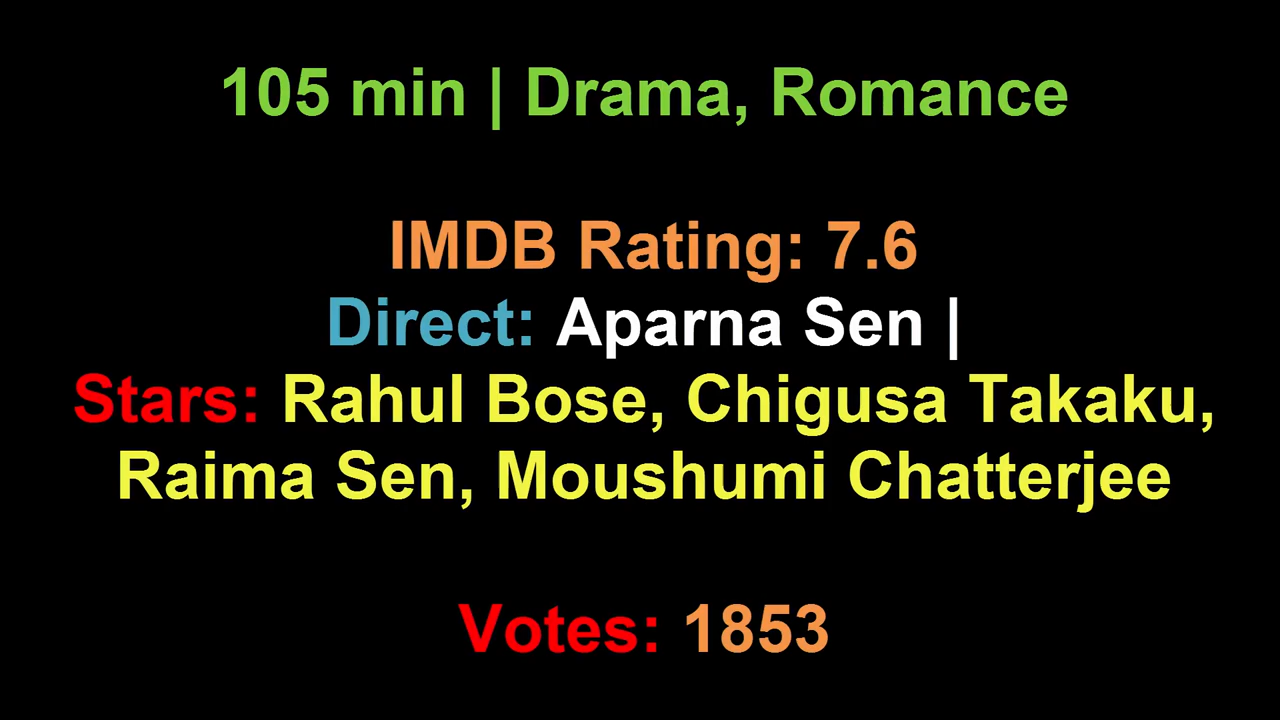 105 min | Drama, Romance
IMDB Rating: 7.6
Direct: Aparna Sen |
Stars: Rahul Bose, Chigusa Takaku,
Raima Sen, Moushumi Chatterjee
Votes: 1853